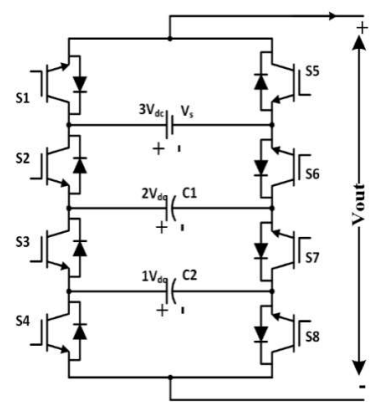 S1
S5
3Vdc Vs
+ -
S2
S6
2Vdc C1
+ -
S3
S7
1Vdc C2
+ -
S4
S8
+
Vout
-